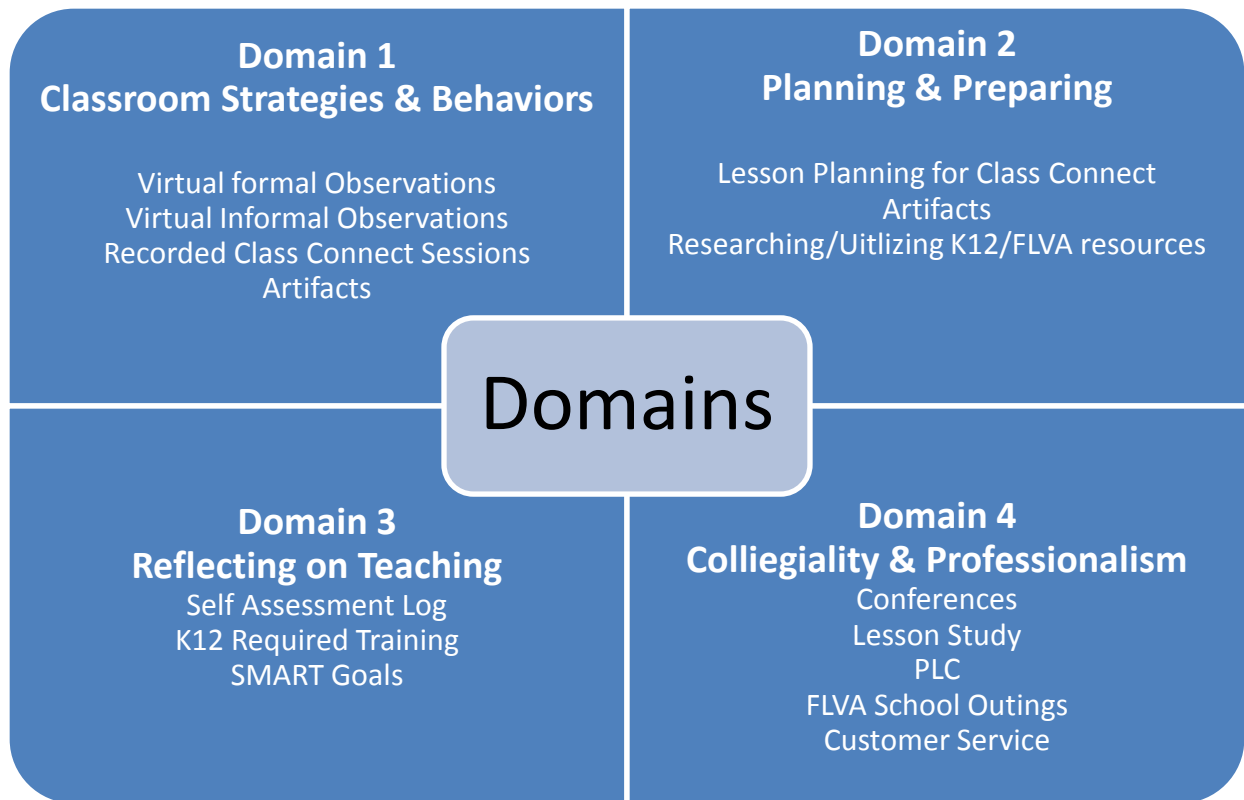 Domain 1
Classroom Strategies & Behaviors
Virtual formal Observations
Virtual Informal Observations
Recorded Class Connect Sessions
Artifacts
Domain 2
Planning & Preparing
Lesson Planning for Class Connect
Artifacts
Researching/Uitlizing K12/FLVA resources
Domains
Domain 3
Reflecting on Teaching
Self Assessment Log
K12 Required Training
SMART Goals
Domain 4
Colliegiality & Professionalism
Conferences
Lesson Study
PLC
FLVA School Outings
Customer Service